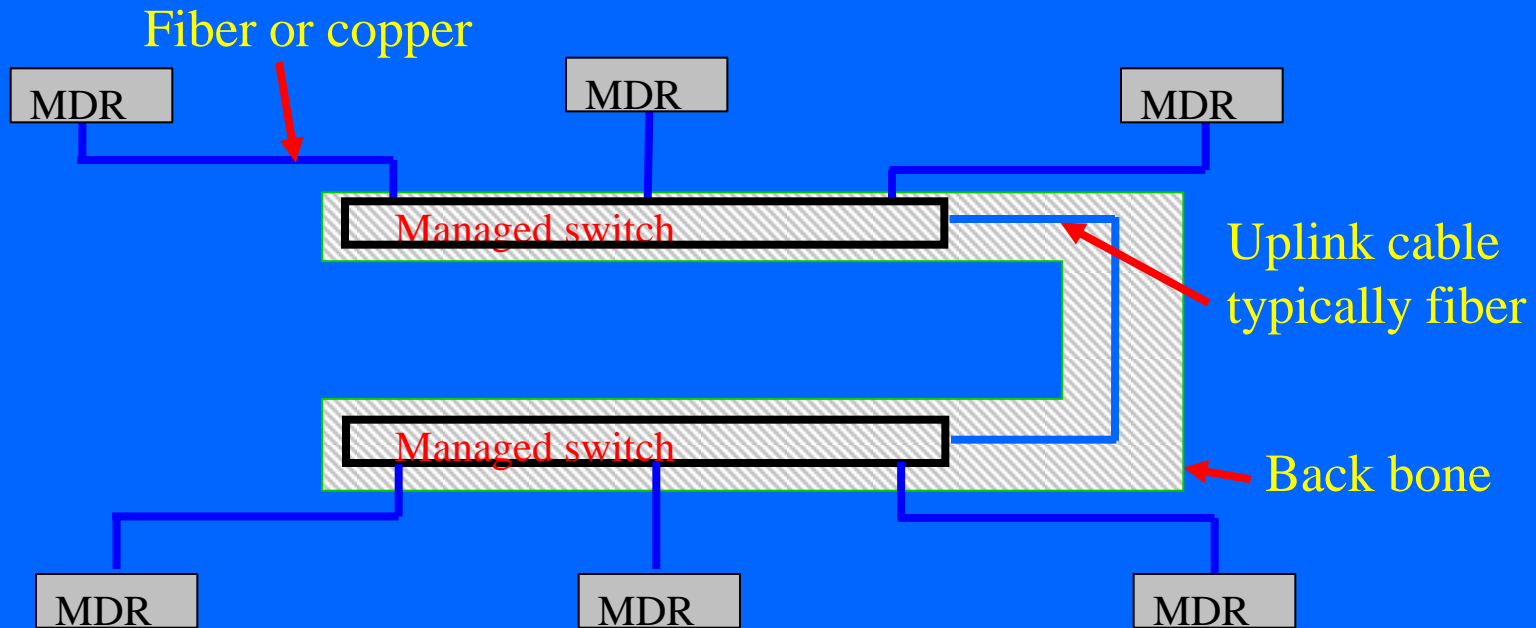 Fiber or copper
MDR
MDR
MDR
Managed switch
Uplink cable
typically fiber
Managed switch
Back bone
MDR
MDR
MDR